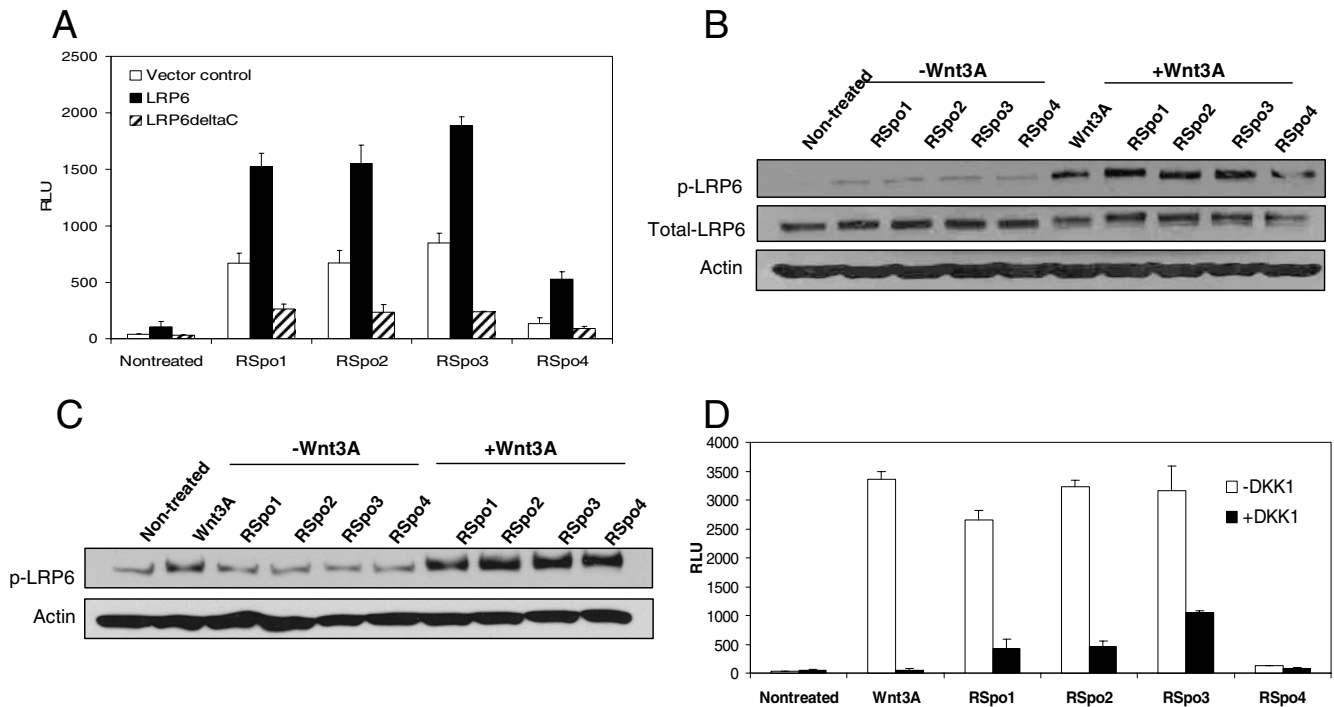 A
2500
2000
1500
1000
500
0
RLU
Vector control
LRP6
LRP6deltaC
Nontreated RSpo1 RSpo2 RSpo3 RSpo4
B
-Wnt3A +Wnt3A
Non-treated RSpo1 RSpo2 RSpo3 RSpo4 Wnt3A RSpo1 RSpo2 RSpo3 RSpo4
p-LRP6
Total-LRP6
Actin
C
-Wnt3A +Wnt3A
Non-treated Wnt3A RSpo1 RSpo2 RSpo3 RSpo4 RSpo1 RSpo2 RSpo3 RSpo4
p-LRP6
Actin
D
4000
3500
3000
2500
2000
1500
1000
500
0
RLU
-DKK1
+DKK1
Nontreated Wnt3A RSpo1 RSpo2 RSpo3 RSpo4